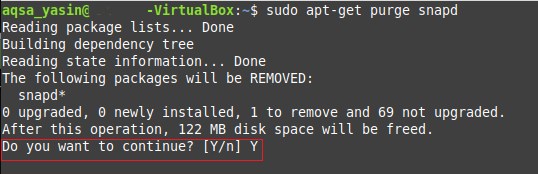 aqsa_yasin@ -VirtualBox:~$ sudo apt-get purge snapd
Reading package lists... Done
Building dependency tree
Reading state information... Done
The following packages will be REMOVED:
  snapd*
0 upgraded, 0 newly installed, 1 to remove and 69 not upgraded.
After this operation, 122 MB disk space will be freed.
Do you want to continue? [Y/n] Y